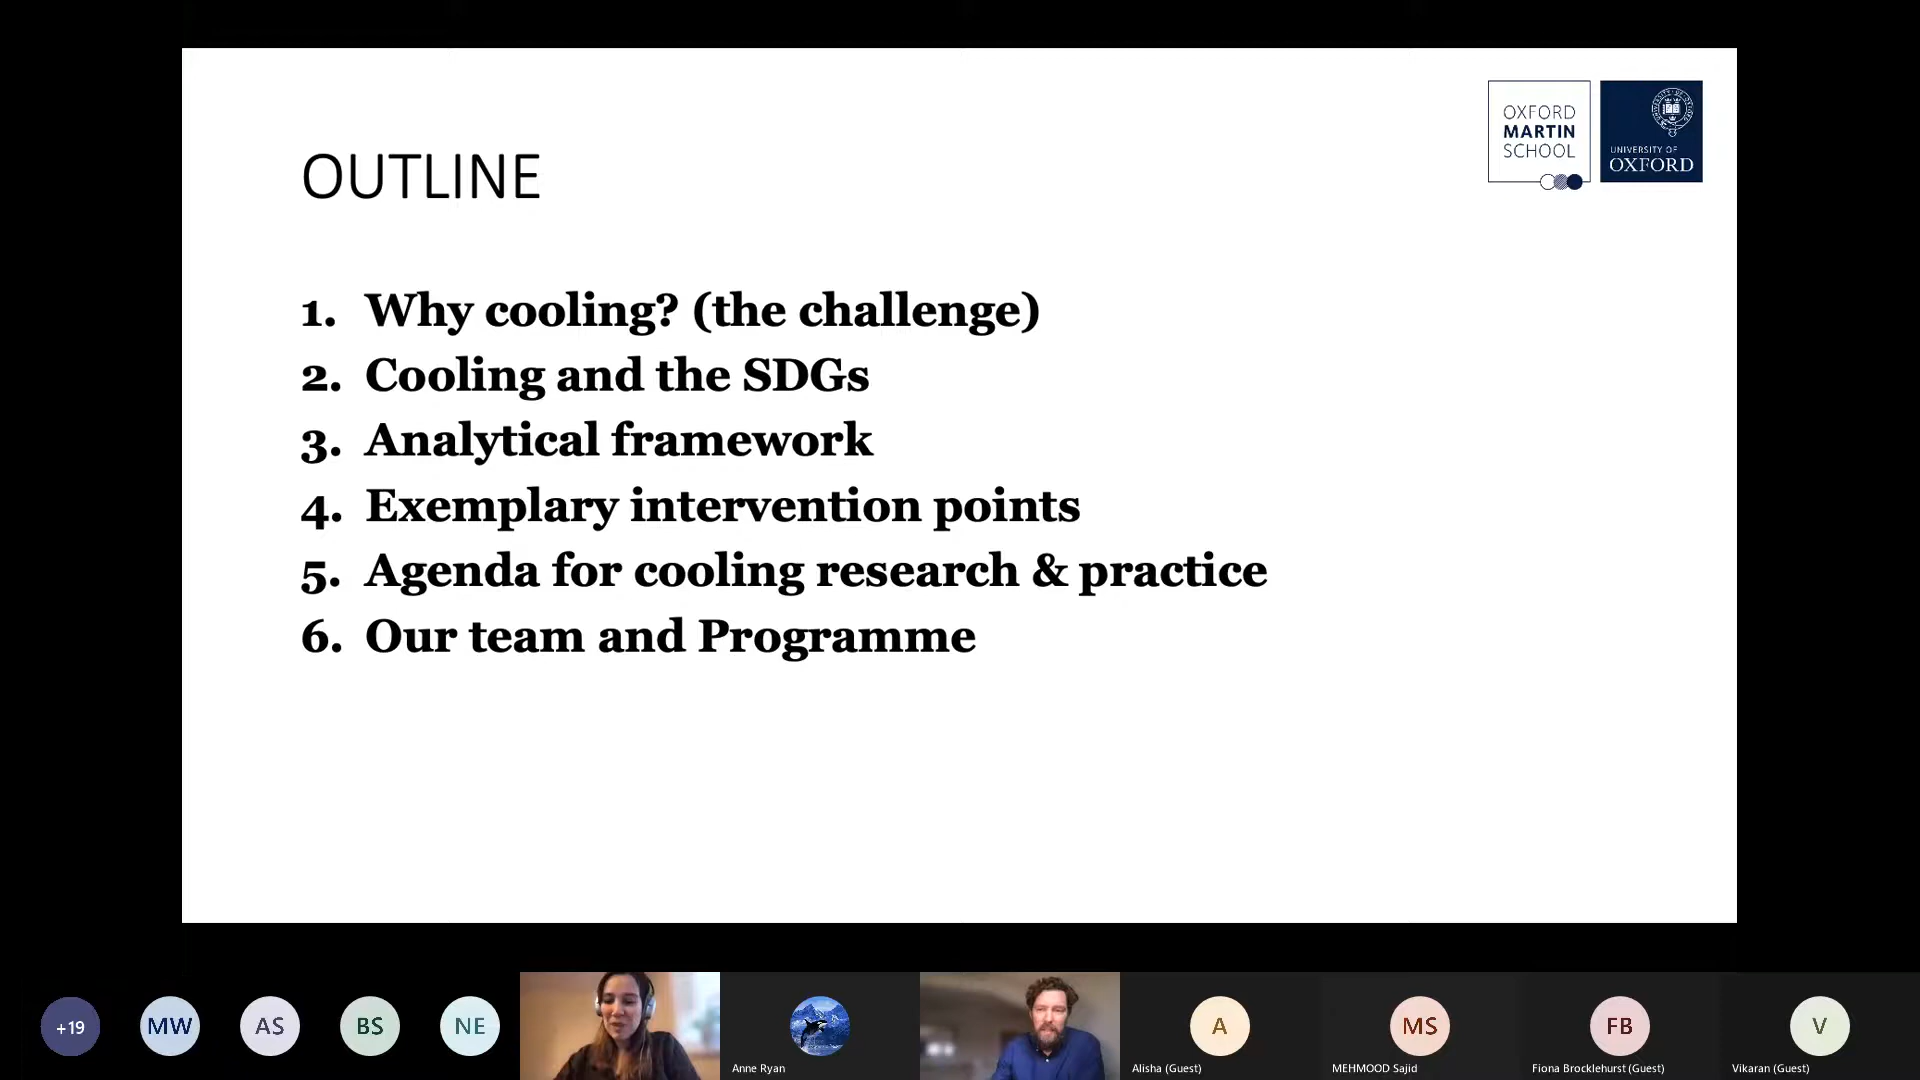 OXFORD
MARTIN
SCHOOL
UNIVERSITY OF
OXFORD
OUTLINE
1. Why cooling? (the challenge)
2. Cooling and the SDGs
3. Analytical framework
4. Exemplary intervention points
5. Agenda for cooling research & practice
6. Our team and Programme
+19
MW
AS
BS
NE
A
MS
FB
V
Anne Ryan
Alisha (Guest)
MEHMOOD Sajid
Fiona Brocklehurst (Guest)
Vikaran (Guest)